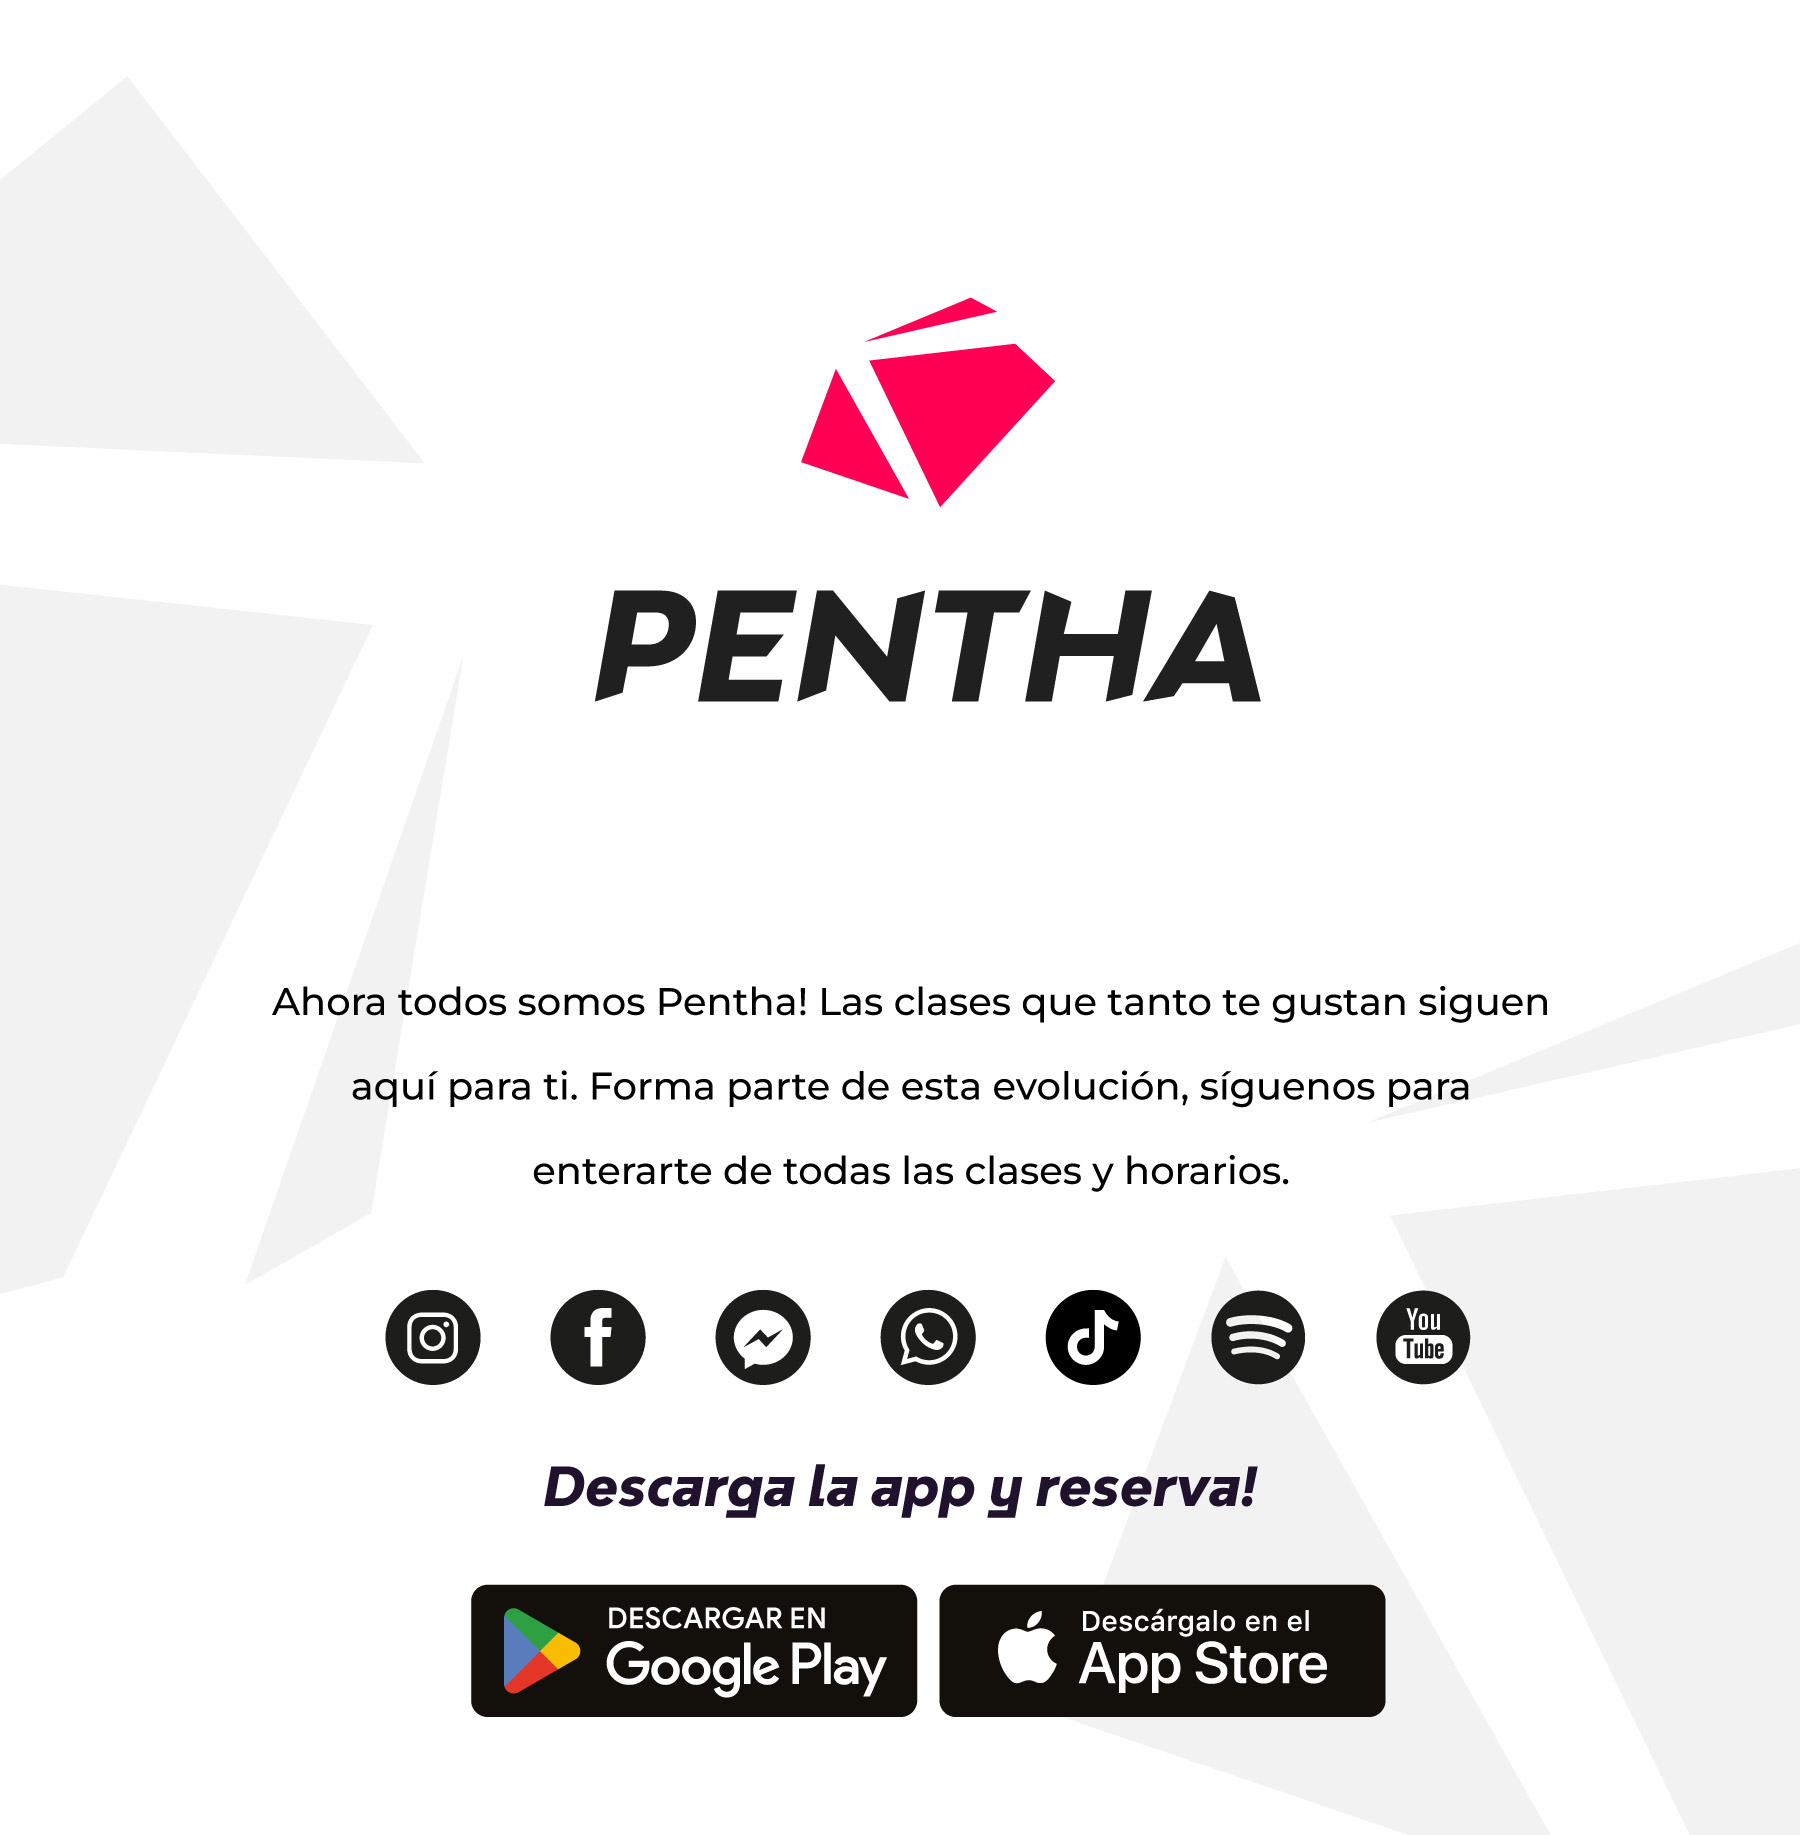 PENTHA
Ahora todos somos Pentha! Las clases que tanto te gustan siguen
aquí para ti. Forma parte de esta evolución, síguenos para
enterarte de todas las clases y horarios.
You
Tube
Descarga la app y reserva!
DESCARGAR EN
Google Play
Descárgalo en el
App Store